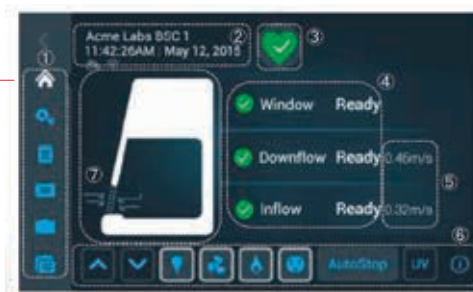 Acme Labs BSC 1 ②
③
11:42:26AM | May 12, 2015
①
④
Window Ready
Downflow Ready 0.46m/s
⑦
⑤
Inflow Ready 0.32m/s
⑥
AutoStop UV